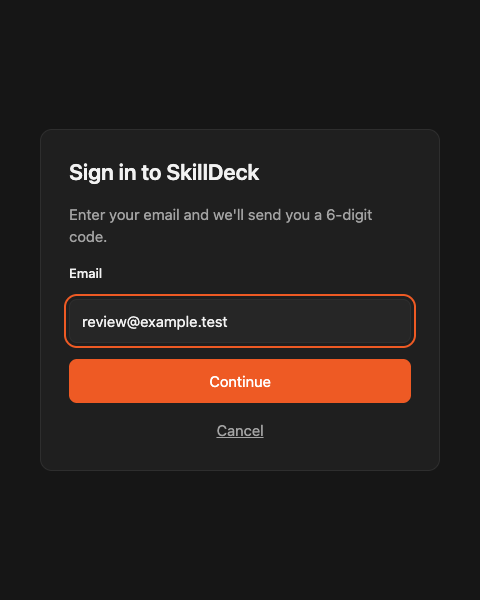 Sign in to SkillDeck
Enter your email and we'll send you a 6-digit
code.
Email
review@example.test
Continue
Cancel